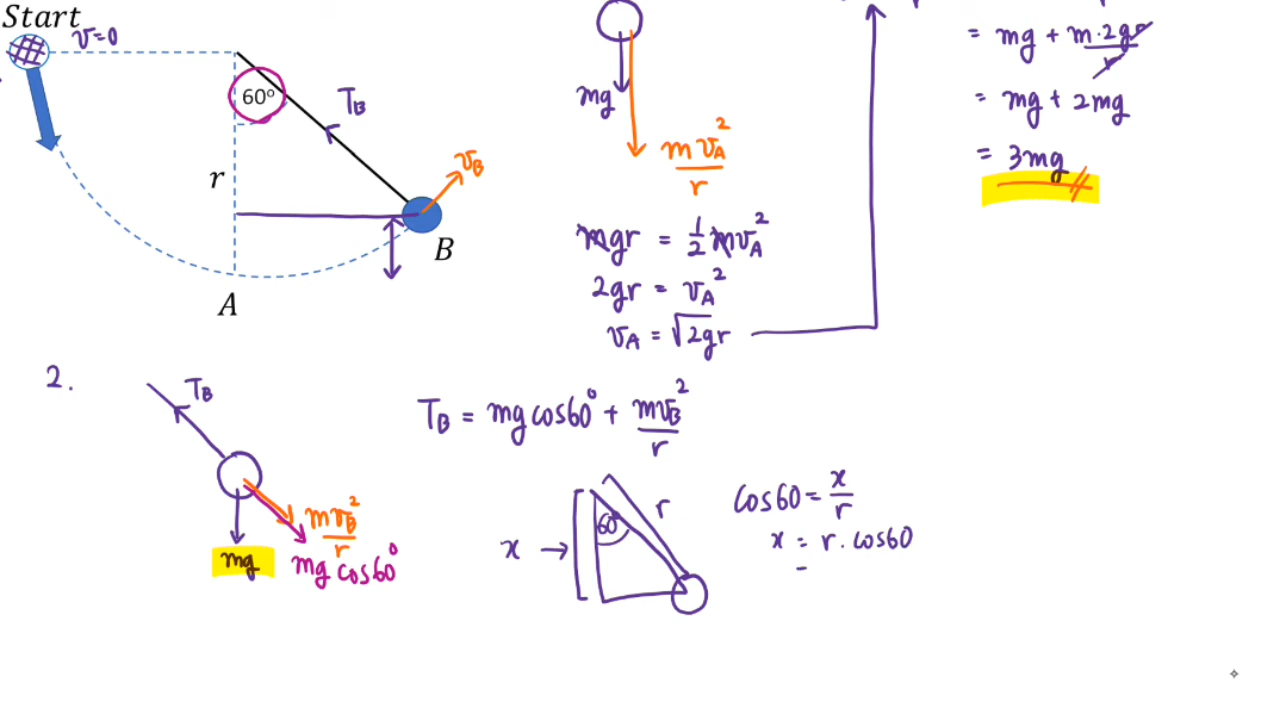 Start
v=0
60°
T_B
r
v_B
B
A
mg
mv_A²/r
mgr = ½mv_A²
2gr = v_A²
v_A = √2gr
= mg + m·2gr/r
= mg + 2mg
= 3mg
2.
T_B
mv_B²/r
mg
mg cos60°
T_B = mg cos60° + mv_B²/r
x →
60
r
cos60 = x/r
x = r. cos60
=